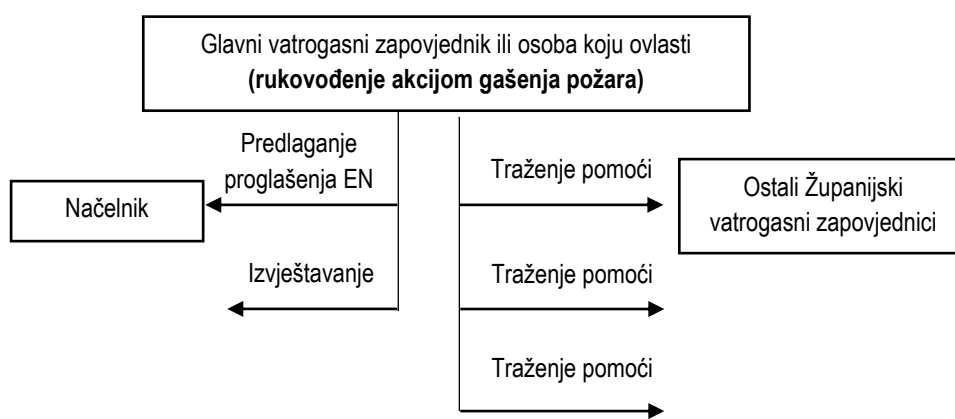 Glavni vatrogasni zapovjednik ili osoba koju ovlasti
(rukovođenje akcijom gašenja požara)
Predlaganje
proglašenja EN
Načelnik
Izvještavanje
Traženje pomoći
Ostali Županijski
vatrogasni zapovjednici
Traženje pomoći
Traženje pomoći